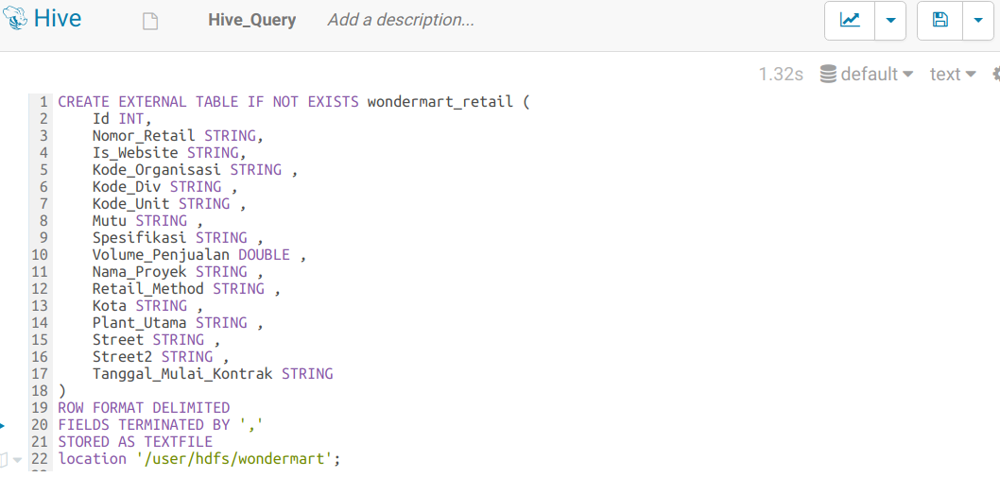 Hive Hive_Query Add a description...
1.32s default text
1 CREATE EXTERNAL TABLE IF NOT EXISTS wondermart_retail (
2 Id INT,
3 Nomor_Retail STRING,
4 Is_Website STRING,
5 Kode_Organisasi STRING ,
6 Kode_Div STRING ,
7 Kode_Unit STRING ,
8 Mutu STRING ,
9 Spesifikasi STRING ,
10 Volume_Penjualan DOUBLE ,
11 Nama_Proyek STRING ,
12 Retail_Method STRING ,
13 Kota STRING ,
14 Plant_Utama STRING ,
15 Street STRING ,
16 Street2 STRING ,
17 Tanggal_Mulai_Kontrak STRING
18 )
19 ROW FORMAT DELIMITED
20 FIELDS TERMINATED BY ','
21 STORED AS TEXTFILE
22 location '/user/hdfs/wondermart';